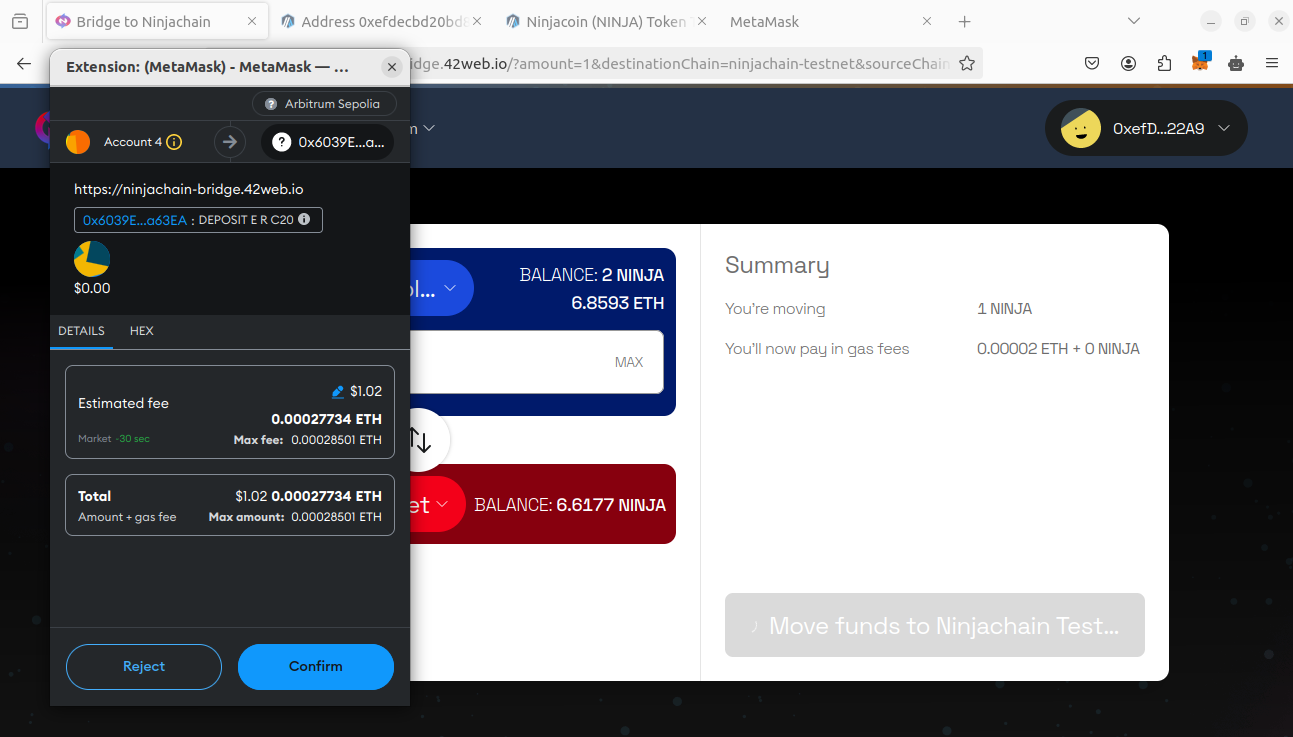 Bridge to Ninjachain
Address 0xefdecbd20bd8
Ninjacoin (NINJA) Token
MetaMask
idge.42web.io/?amount=1&destinationChain=ninjachain-testnet&sourceChain
1
Extension: (MetaMask) - MetaMask — ...
Arbitrum Sepolia
Account 4
0x6039E...a...
https://ninjachain-bridge.42web.io
0x6039E...a63EA : DEPOSIT E R C20
$0.00
DETAILS
HEX
Estimated fee
$1.02
0.00027734 ETH
Market ~30 sec
Max fee: 0.00028501 ETH
Total
$1.02 0.00027734 ETH
Amount + gas fee
Max amount: 0.00028501 ETH
Reject
Confirm
m
0xefD...22A9
ol...
BALANCE: 2 NINJA
6.8593 ETH
MAX
et
BALANCE: 6.6177 NINJA
Summary
You're moving
1 NINJA
You'll now pay in gas fees
0.00002 ETH + 0 NINJA
Move funds to Ninjachain Test...